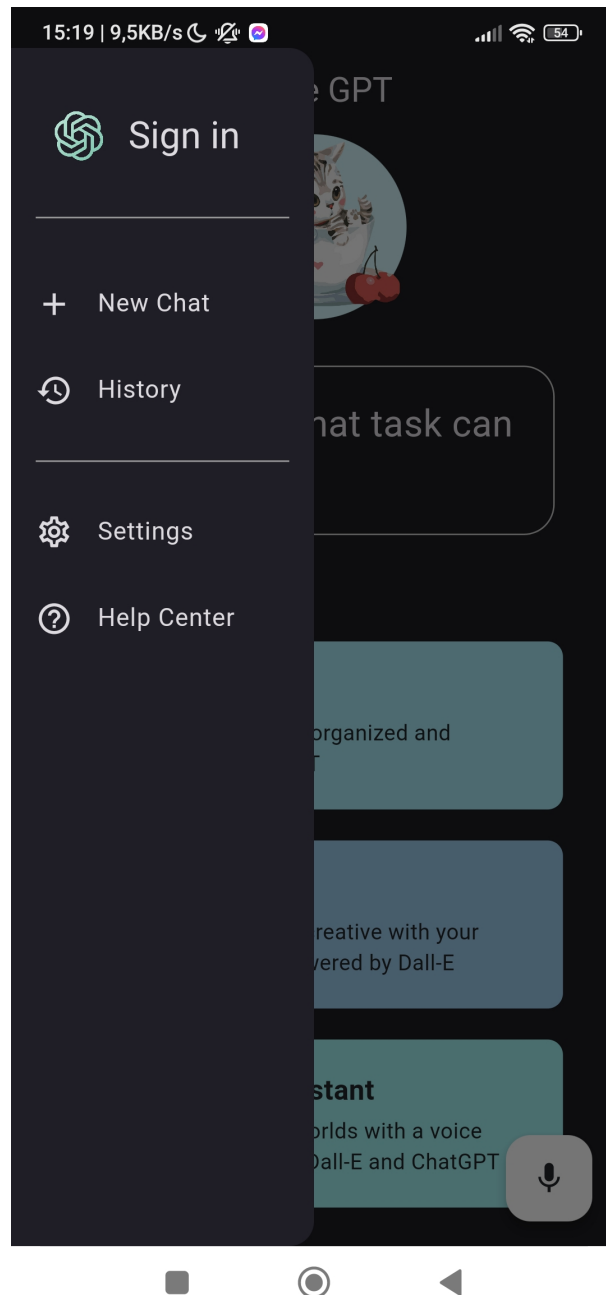 15:19 | 9,5KB/s
54
GPT
Sign in
New Chat
History
hat task can
Settings
Help Center
organized and
T
reative with your
wered by Dall-E
stant
orlds with a voice
Dall-E and ChatGPT